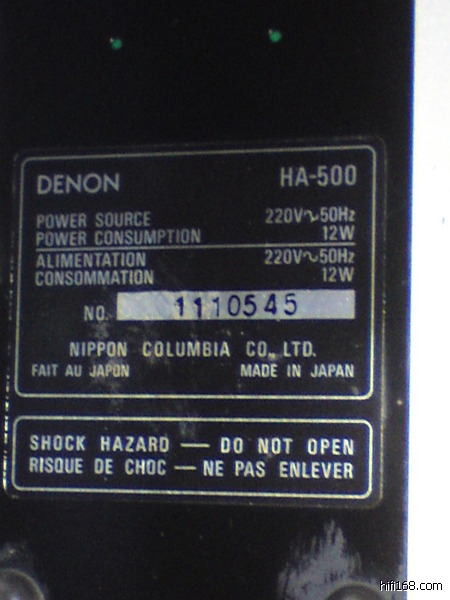 DENON HA-500
POWER SOURCE 220V~50Hz
POWER CONSUMPTION 12W
ALIMENTATION 220V~50Hz
CONSOMMATION 12W
NO. 1110545
NIPPON COLUMBIA CO., LTD.
FAIT AU JAPON MADE IN JAPAN
SHOCK HAZARD — DO NOT OPEN
RISQUE DE CHOC — NE PAS ENLEVER
hifi168.com